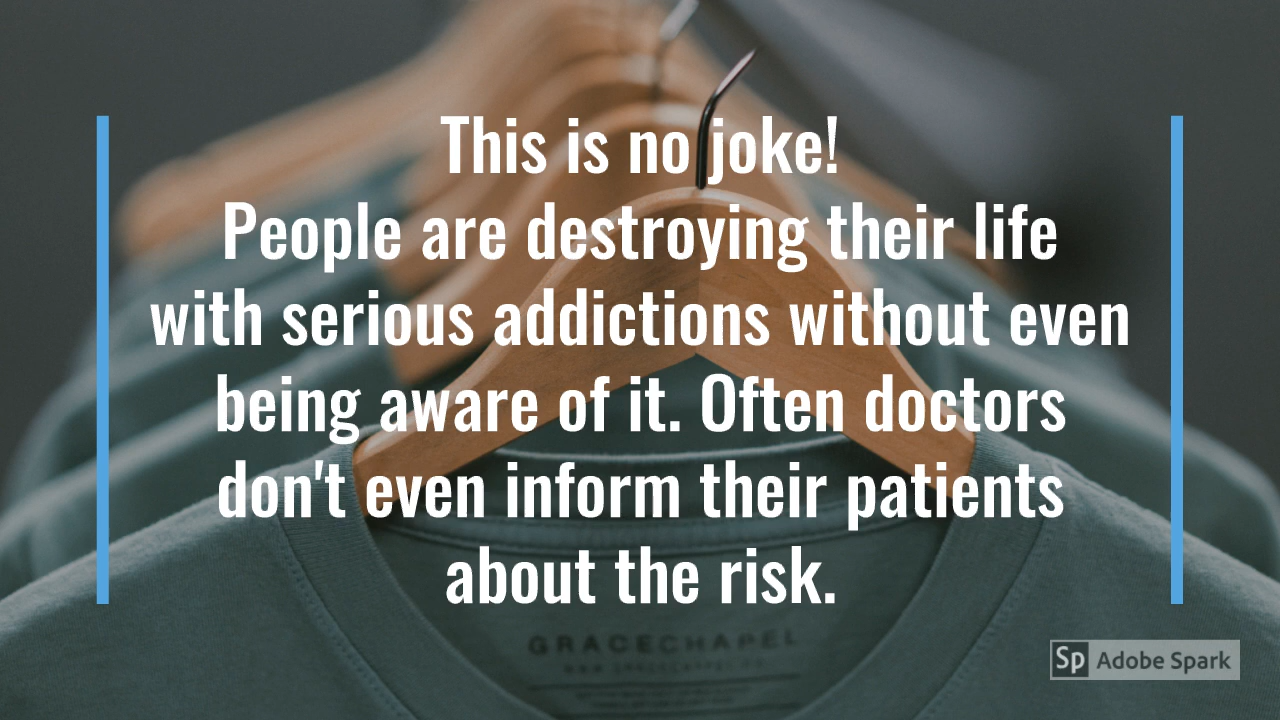 This is no joke!
People are destroying their life
with serious addictions without even
being aware of it. Often doctors
don't even inform their patients
about the risk.
GRACECHAPEL
Sp Adobe Spark